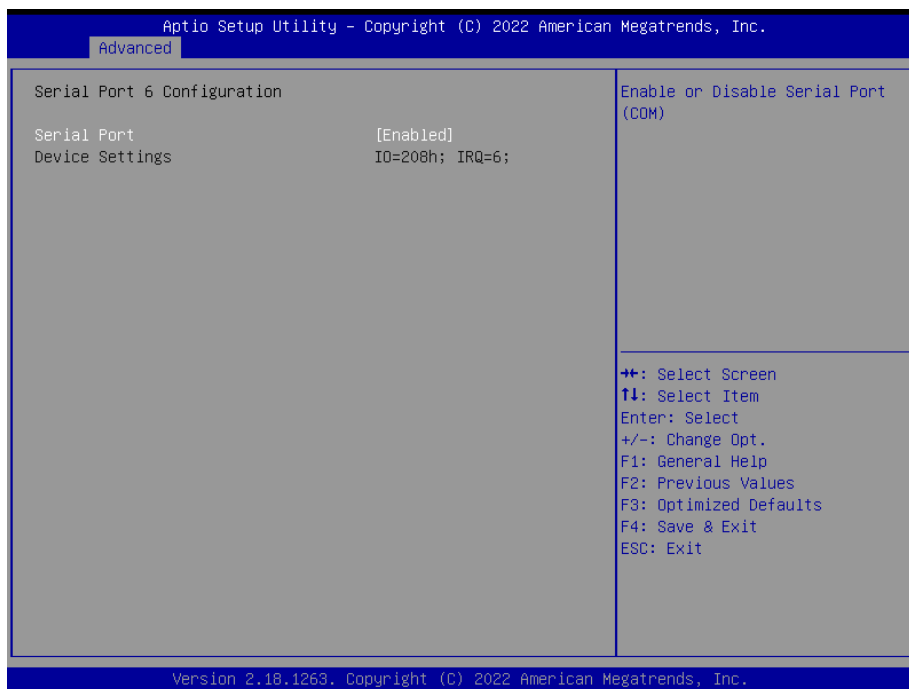 Aptio Setup Utility – Copyright (C) 2022 American Megatrends, Inc.
Advanced
Serial Port 6 Configuration
Serial Port [Enabled]
Device Settings IO=208h; IRQ=6;
Enable or Disable Serial Port
(COM)
→←: Select Screen
↑↓: Select Item
Enter: Select
+/-: Change Opt.
F1: General Help
F2: Previous Values
F3: Optimized Defaults
F4: Save & Exit
ESC: Exit
Version 2.18.1263. Copyright (C) 2022 American Megatrends, Inc.